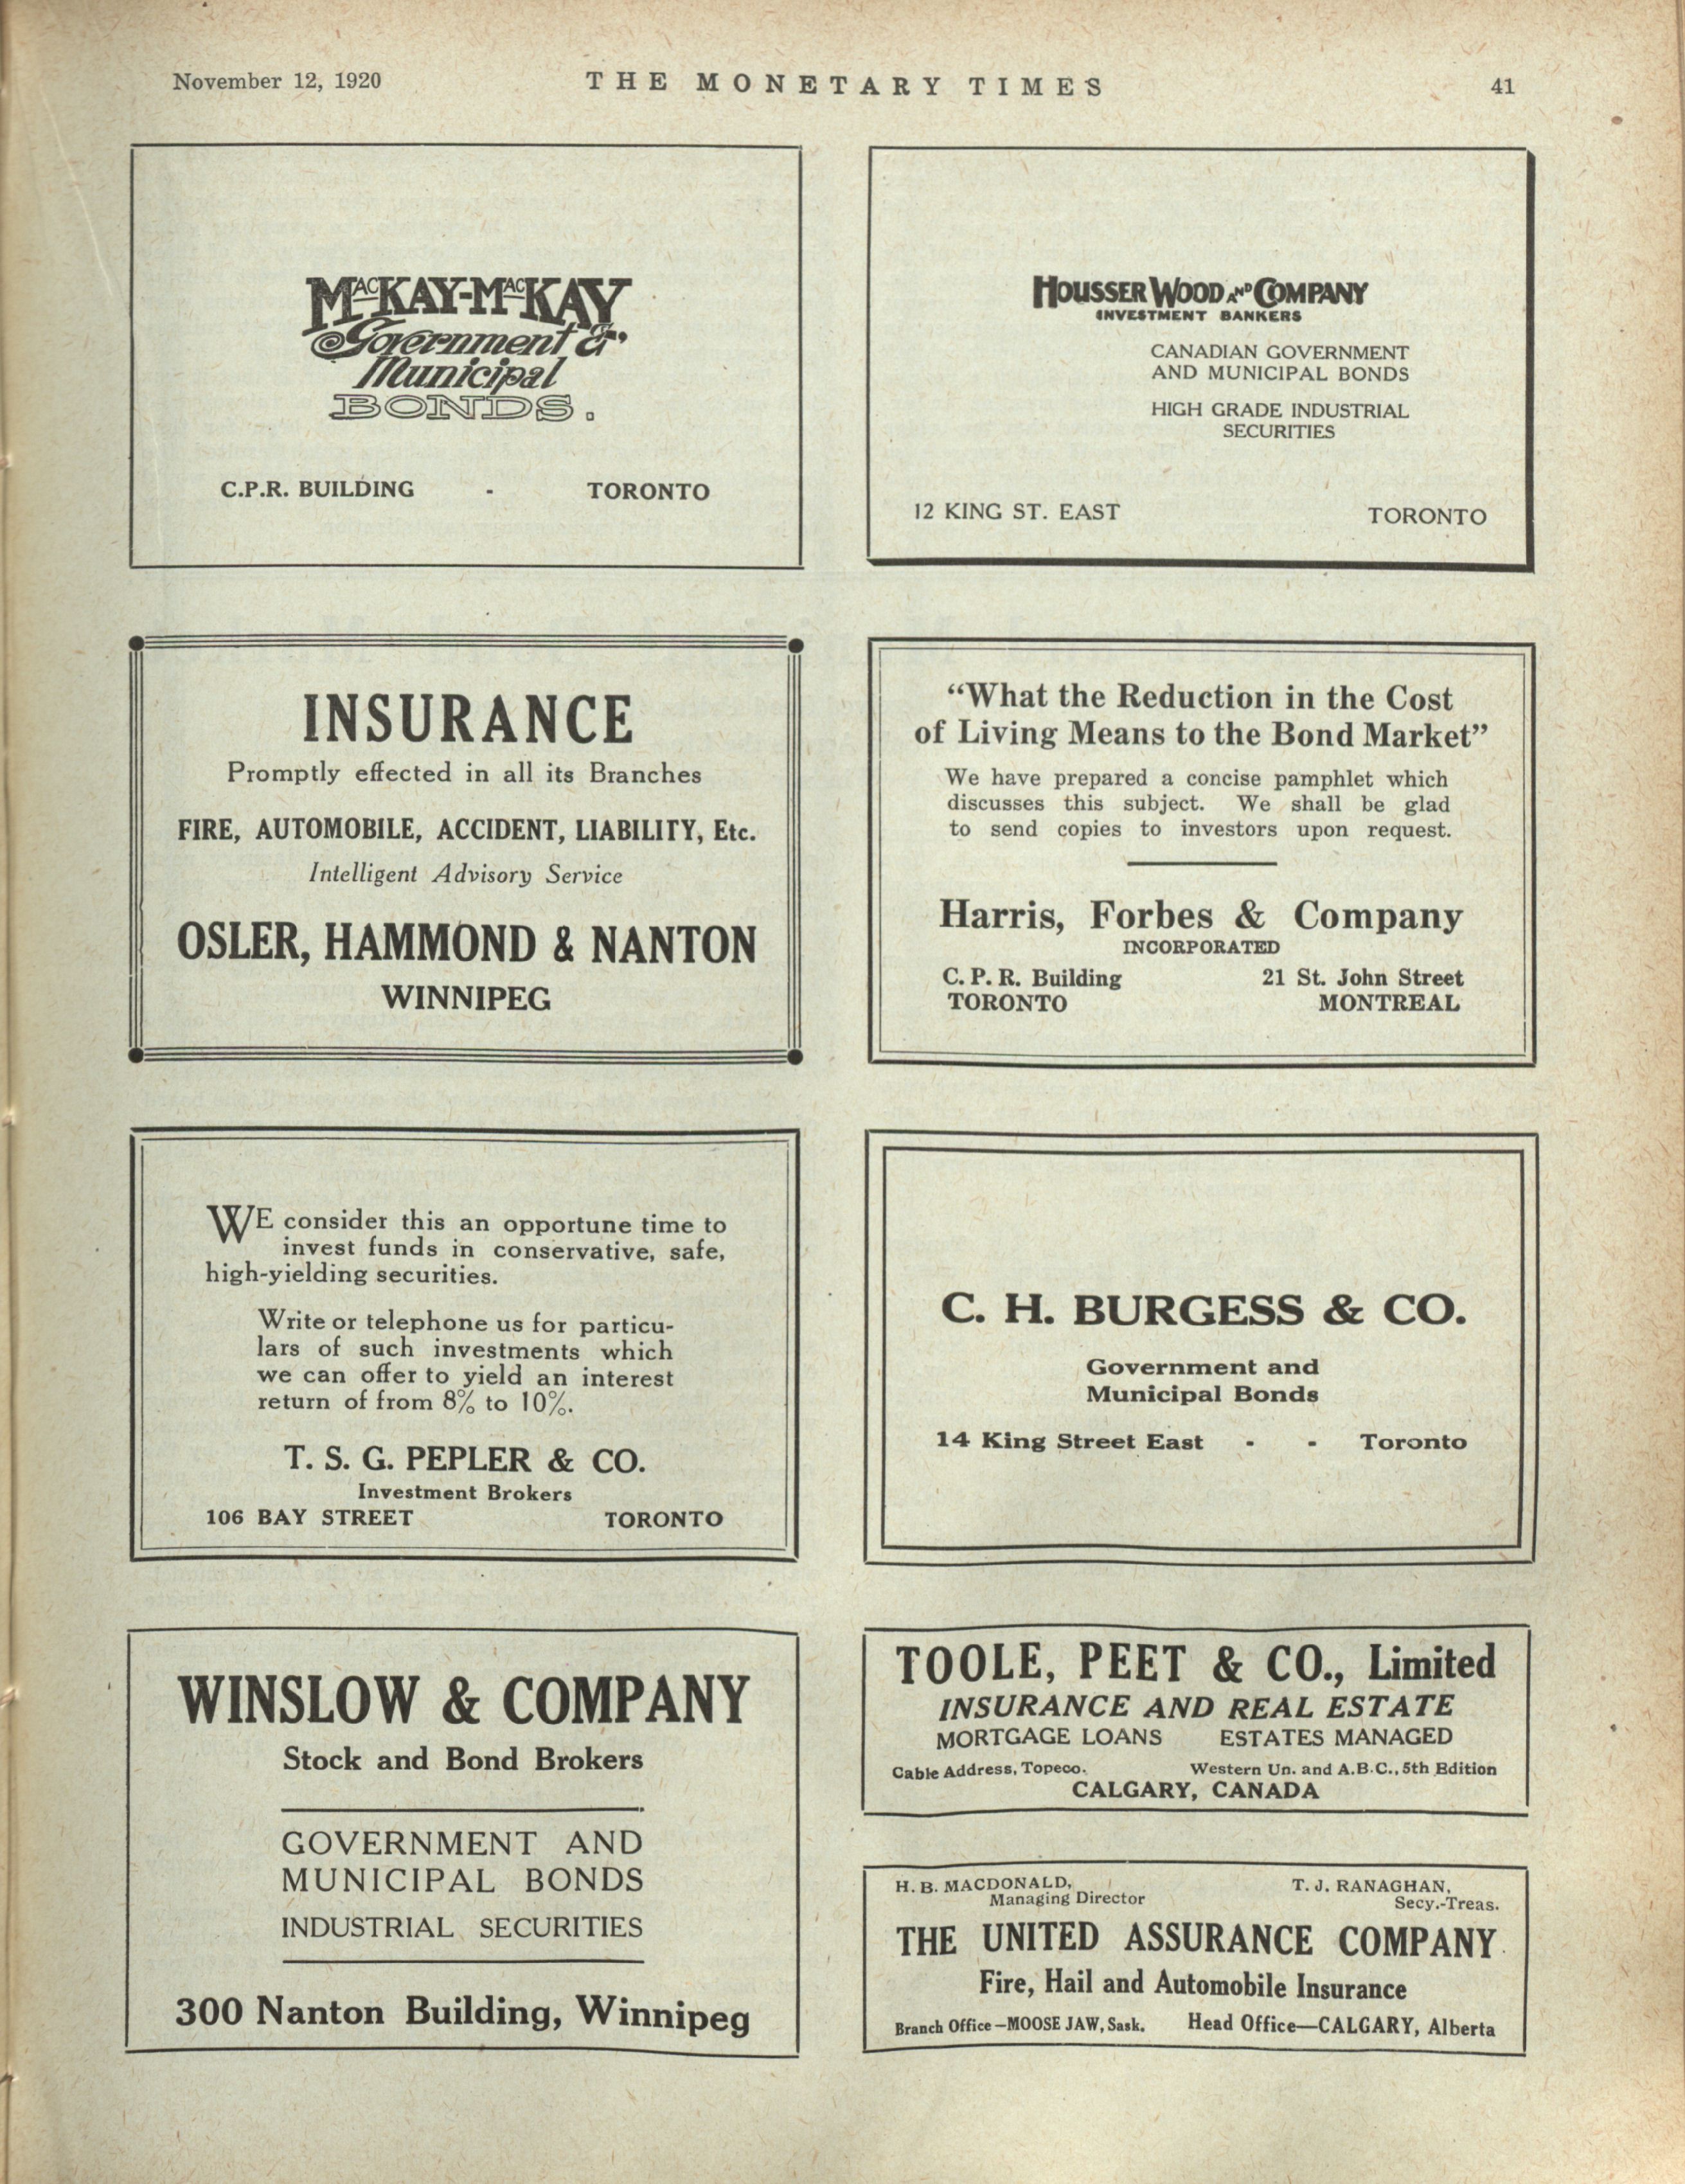 November 12, 1920 THE MONETARY TIMES 41
MACKAY-MACKAY
Government &
Municipal
BONDS.
C.P.R. BUILDING - TORONTO
HOUSSER WOOD AND COMPANY
INVESTMENT BANKERS
CANADIAN GOVERNMENT
AND MUNICIPAL BONDS
HIGH GRADE INDUSTRIAL
SECURITIES
12 KING ST. EAST TORONTO
INSURANCE
Promptly effected in all its Branches
FIRE, AUTOMOBILE, ACCIDENT, LIABILITY, Etc.
Intelligent Advisory Service
OSLER, HAMMOND & NANTON
WINNIPEG
“What the Reduction in the Cost
of Living Means to the Bond Market”
We have prepared a concise pamphlet which
discusses this subject. We shall be glad
to send copies to investors upon request.
Harris, Forbes & Company
INCORPORATED
C. P. R. Building 21 St. John Street
TORONTO MONTREAL
WE consider this an opportune time to
invest funds in conservative, safe,
high-yielding securities.
Write or telephone us for particu-
lars of such investments which
we can offer to yield an interest
return of from 8% to 10%.
T. S. G. PEPLER & CO.
Investment Brokers
106 BAY STREET TORONTO
C. H. BURGESS & CO.
Government and
Municipal Bonds
14 King Street East - - Toronto
WINSLOW & COMPANY
Stock and Bond Brokers
GOVERNMENT AND
MUNICIPAL BONDS
INDUSTRIAL SECURITIES
300 Nanton Building, Winnipeg
TOOLE, PEET & CO., Limited
INSURANCE AND REAL ESTATE
MORTGAGE LOANS ESTATES MANAGED
Cable Address, Topeco. Western Un. and A.B.C., 5th Edition
CALGARY, CANADA
H. B. MACDONALD, T. J. RANAGHAN,
Managing Director Secy.-Treas.
THE UNITED ASSURANCE COMPANY
Fire, Hail and Automobile Insurance
Branch Office—MOOSE JAW, Sask. Head Office—CALGARY, Alberta